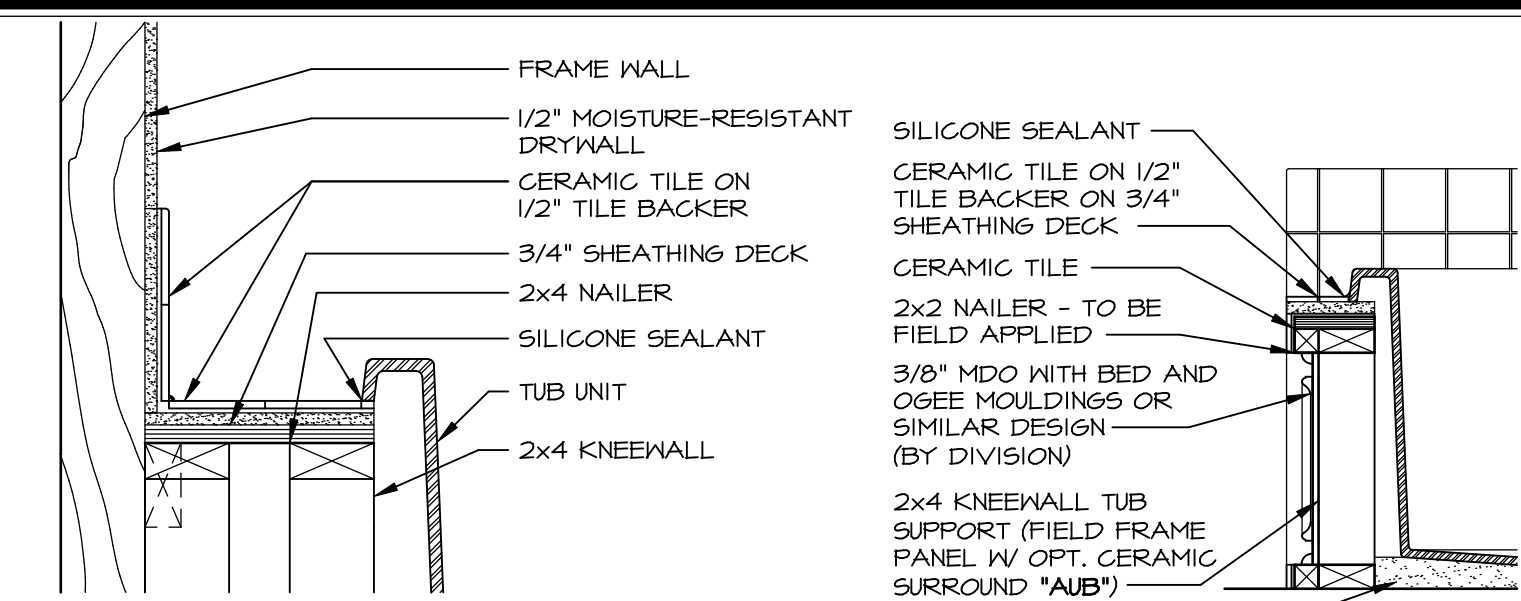 FRAME WALL
1/2" MOISTURE-RESISTANT
DRYWALL
CERAMIC TILE ON
1/2" TILE BACKER
3/4" SHEATHING DECK
2x4 NAILER
SILICONE SEALANT
TUB UNIT
2x4 KNEEWALL
SILICONE SEALANT
CERAMIC TILE ON 1/2"
TILE BACKER ON 3/4"
SHEATHING DECK
CERAMIC TILE
2x2 NAILER - TO BE
FIELD APPLIED
3/8" MDO WITH BED AND
OGEE MOULDINGS OR
SIMILAR DESIGN
(BY DIVISION)
2x4 KNEEWALL TUB
SUPPORT (FIELD FRAME
PANEL W/ OPT. CERAMIC
SURROUND "AUB")